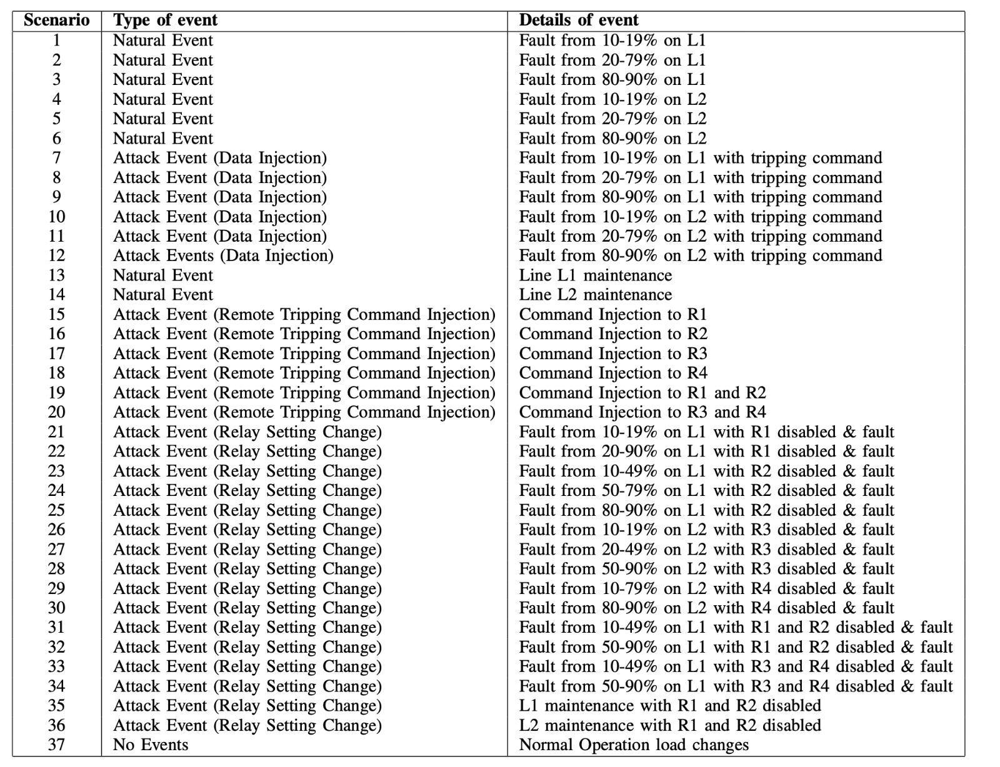 Scenario Type of event Details of event
1 Natural Event Fault from 10-19% on L1
2 Natural Event Fault from 20-79% on L1
3 Natural Event Fault from 80-90% on L1
4 Natural Event Fault from 10-19% on L2
5 Natural Event Fault from 20-79% on L2
6 Natural Event Fault from 80-90% on L2
7 Attack Event (Data Injection) Fault from 10-19% on L1 with tripping command
8 Attack Event (Data Injection) Fault from 20-79% on L1 with tripping command
9 Attack Event (Data Injection) Fault from 80-90% on L1 with tripping command
10 Attack Event (Data Injection) Fault from 10-19% on L2 with tripping command
11 Attack Event (Data Injection) Fault from 20-79% on L2 with tripping command
12 Attack Events (Data Injection) Fault from 80-90% on L2 with tripping command
13 Natural Event Line L1 maintenance
14 Natural Event Line L2 maintenance
15 Attack Event (Remote Tripping Command Injection) Command Injection to R1
16 Attack Event (Remote Tripping Command Injection) Command Injection to R2
17 Attack Event (Remote Tripping Command Injection) Command Injection to R3
18 Attack Event (Remote Tripping Command Injection) Command Injection to R4
19 Attack Event (Remote Tripping Command Injection) Command Injection to R1 and R2
20 Attack Event (Remote Tripping Command Injection) Command Injection to R3 and R4
21 Attack Event (Relay Setting Change) Fault from 10-19% on L1 with R1 disabled & fault
22 Attack Event (Relay Setting Change) Fault from 20-90% on L1 with R1 disabled & fault
23 Attack Event (Relay Setting Change) Fault from 10-49% on L1 with R2 disabled & fault
24 Attack Event (Relay Setting Change) Fault from 50-79% on L1 with R2 disabled & fault
25 Attack Event (Relay Setting Change) Fault from 80-90% on L1 with R2 disabled & fault
26 Attack Event (Relay Setting Change) Fault from 10-19% on L2 with R3 disabled & fault
27 Attack Event (Relay Setting Change) Fault from 20-49% on L2 with R3 disabled & fault
28 Attack Event (Relay Setting Change) Fault from 50-90% on L2 with R3 disabled & fault
29 Attack Event (Relay Setting Change) Fault from 10-79% on L2 with R4 disabled & fault
30 Attack Event (Relay Setting Change) Fault from 80-90% on L2 with R4 disabled & fault
31 Attack Event (Relay Setting Change) Fault from 10-49% on L1 with R1 and R2 disabled & fault
32 Attack Event (Relay Setting Change) Fault from 50-90% on L1 with R1 and R2 disabled & fault
33 Attack Event (Relay Setting Change) Fault from 10-49% on L1 with R3 and R4 disabled & fault
34 Attack Event (Relay Setting Change) Fault from 50-90% on L1 with R3 and R4 disabled & fault
35 Attack Event (Relay Setting Change) L1 maintenance with R1 and R2 disabled
36 Attack Event (Relay Setting Change) L2 maintenance with R1 and R2 disabled
37 No Events Normal Operation load changes